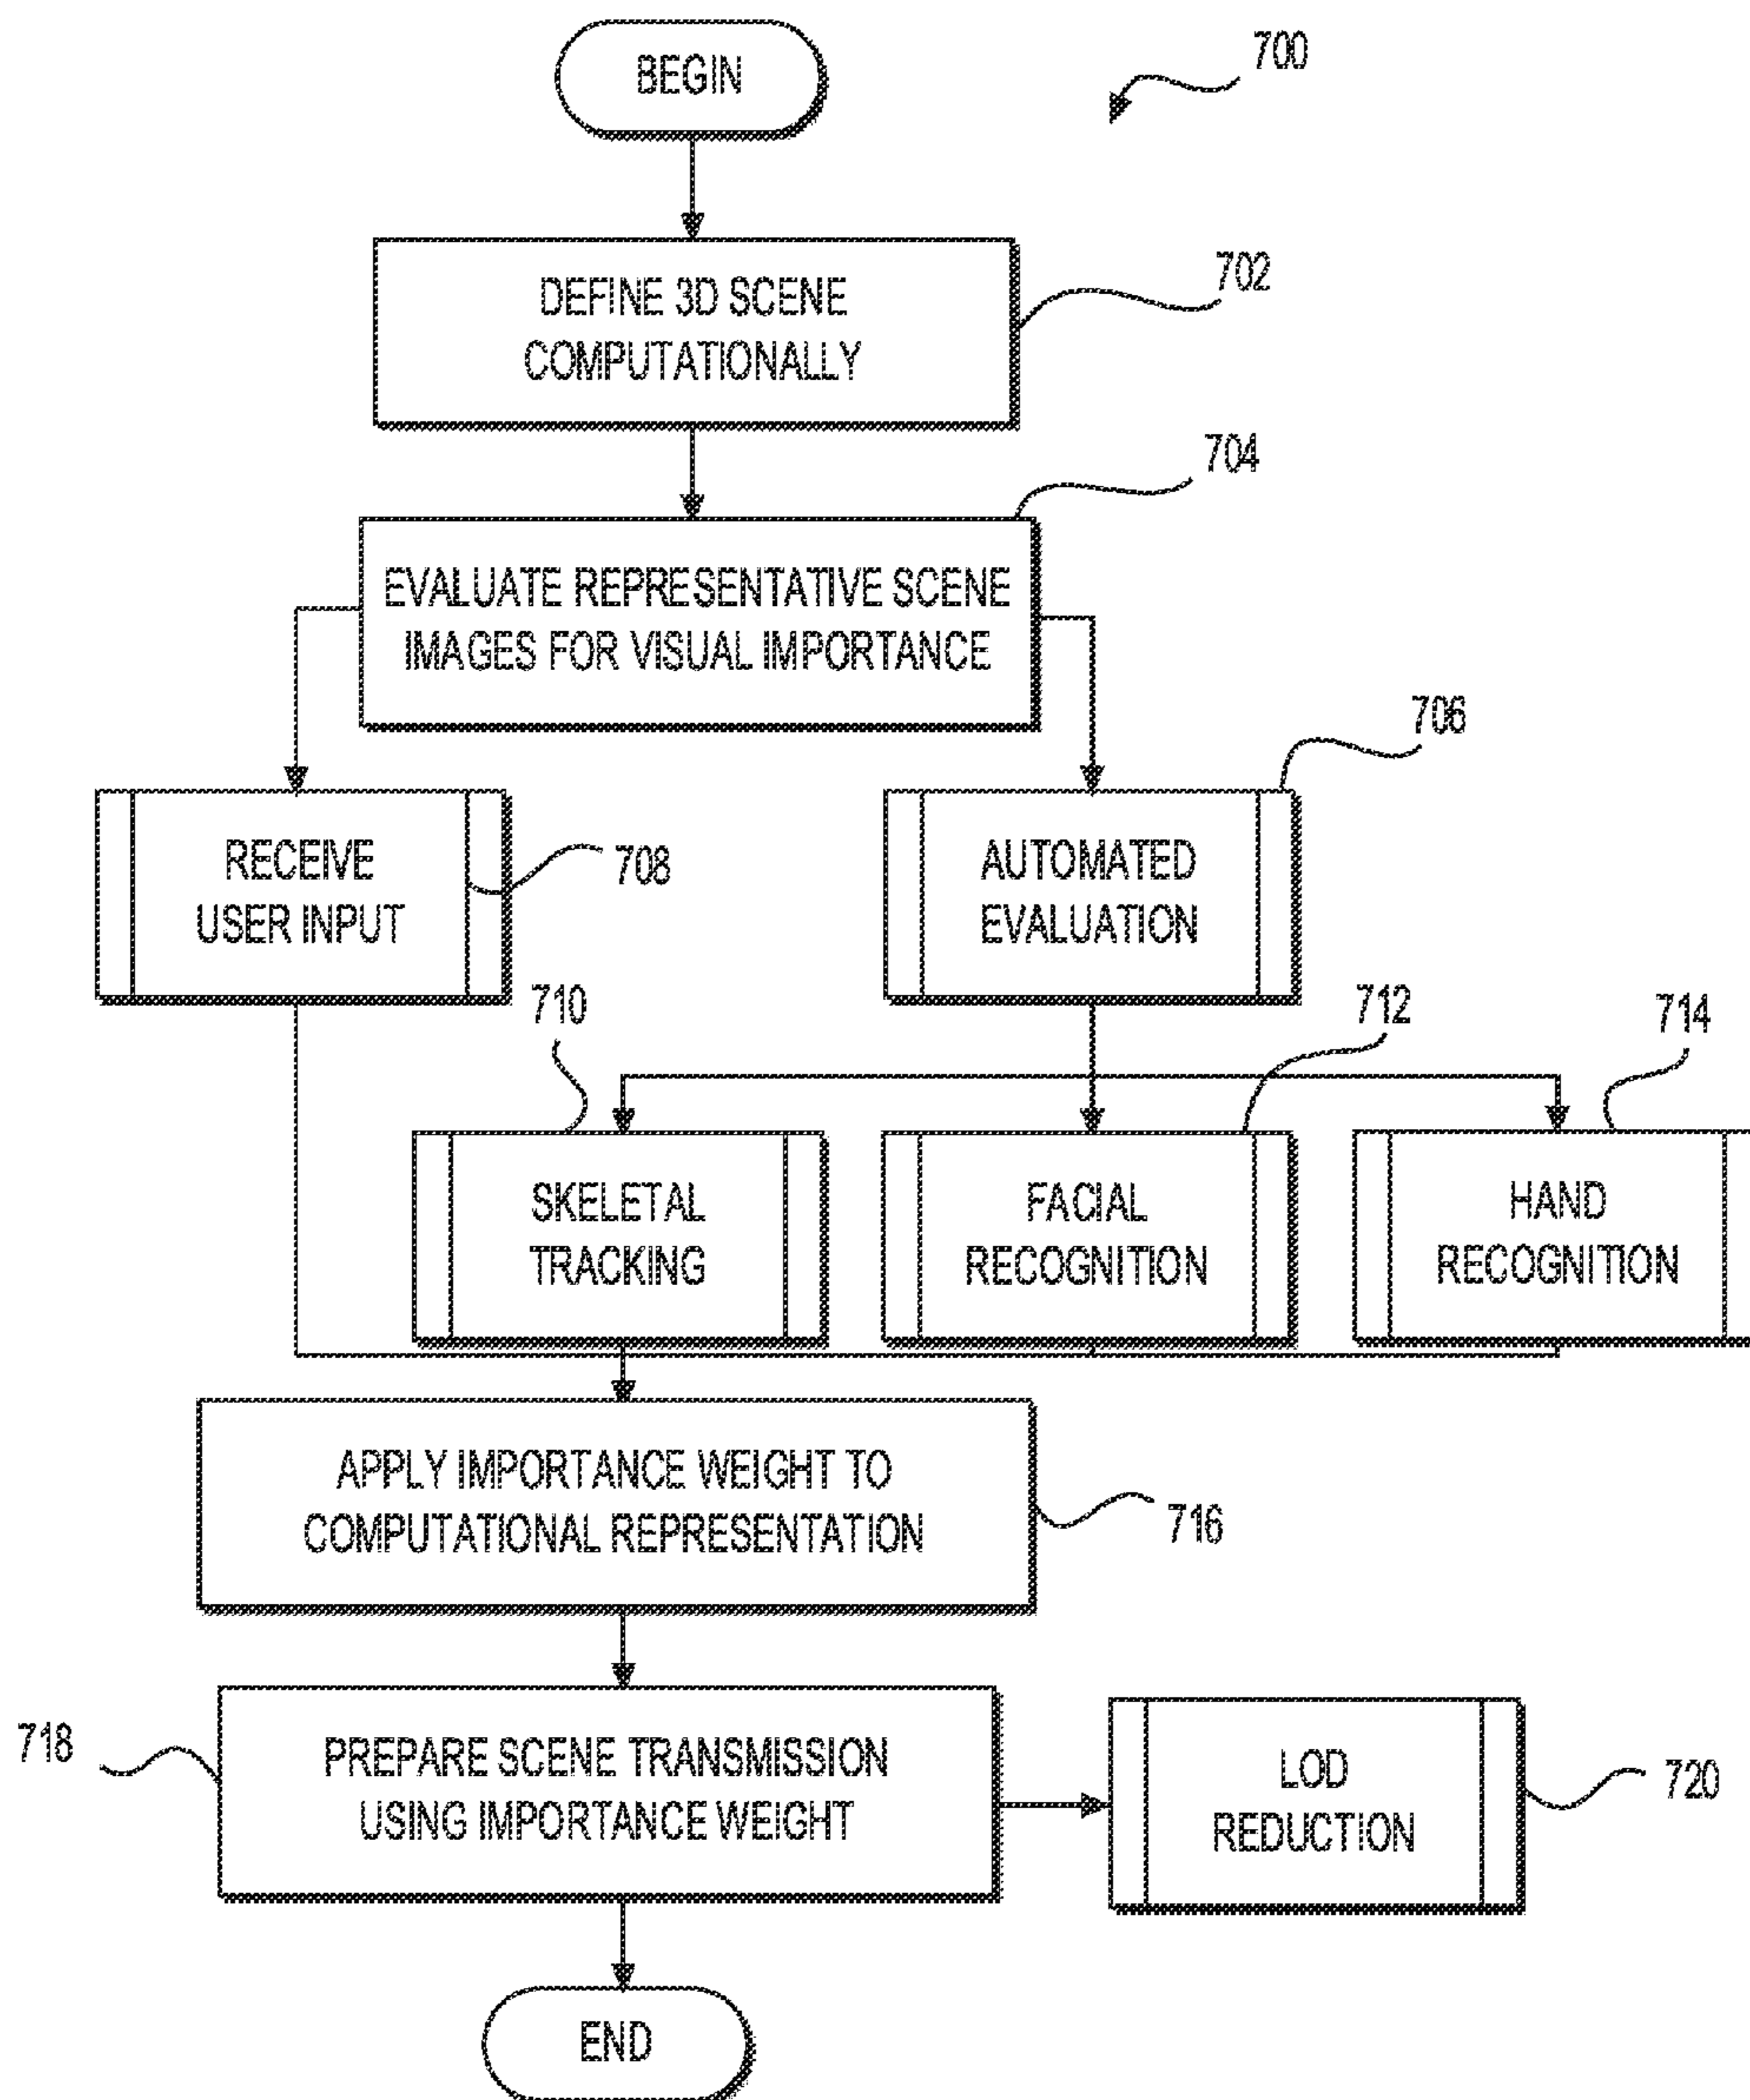 BEGIN
700
DEFINE 3D SCENE
COMPUTATIONALLY
702
704
EVALUATE REPRESENTATIVE SCENE
IMAGES FOR VISUAL IMPORTANCE
706
RECEIVE
USER INPUT
708
AUTOMATED
EVALUATION
710
712
714
SKELETAL
TRACKING
FACIAL
RECOGNITION
HAND
RECOGNITION
APPLY IMPORTANCE WEIGHT TO
COMPUTATIONAL REPRESENTATION
716
718
PREPARE SCENE TRANSMISSION
USING IMPORTANCE WEIGHT
LOD
REDUCTION
720
END